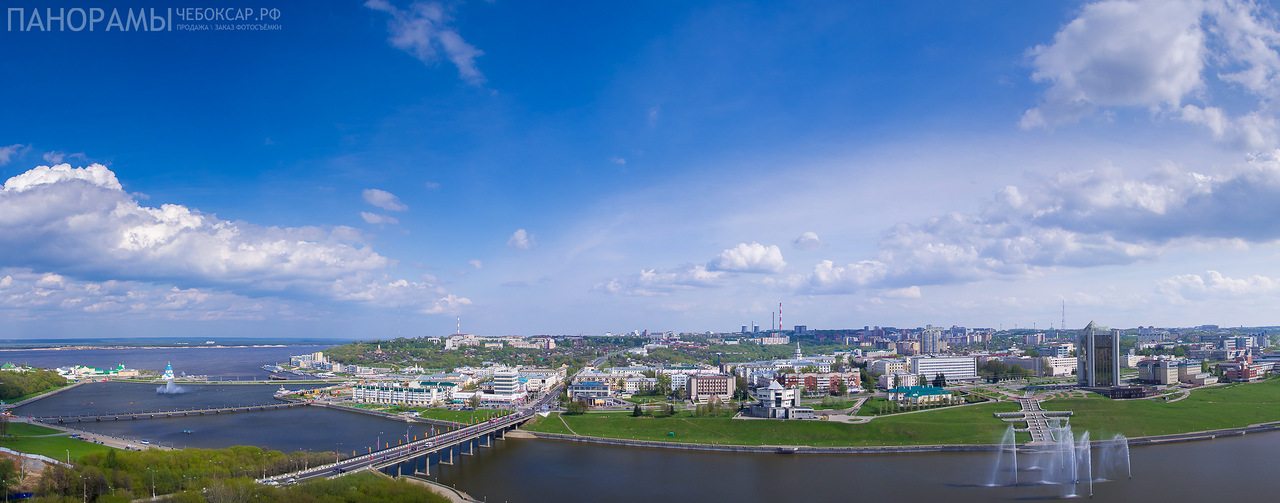 ПАНОРАМЫ ЧЕБОКСАР.РФ
ПРОДАЖА \ ЗАКАЗ ФОТОСЪЁМКИ